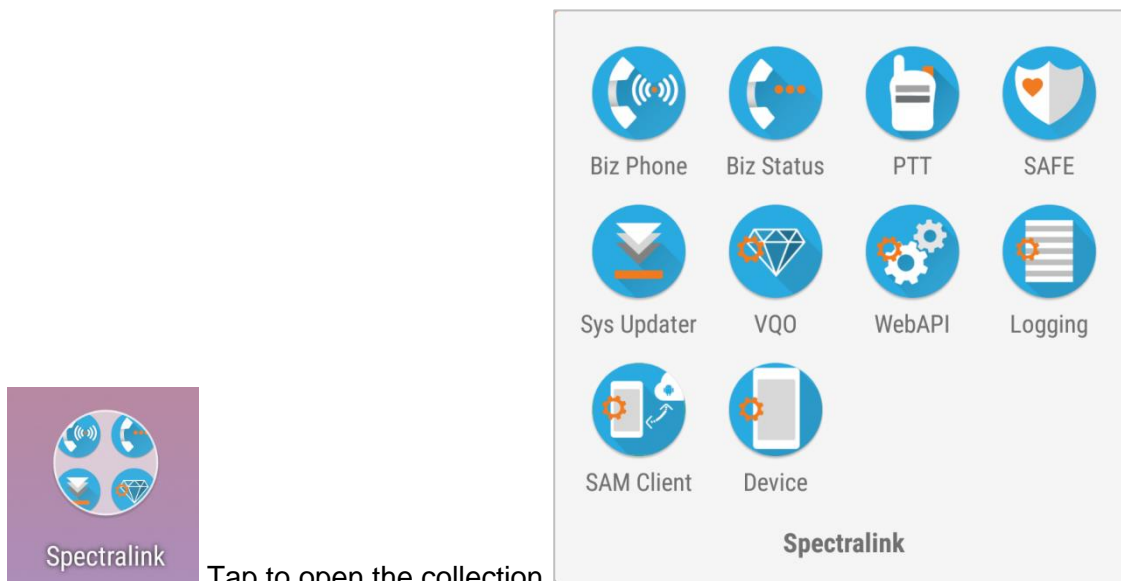 Biz Phone Biz Status PTT SAFE
Sys Updater VQO WebAPI Logging
SAM Client Device
Spectralink
Spectralink
Tap to open the collection